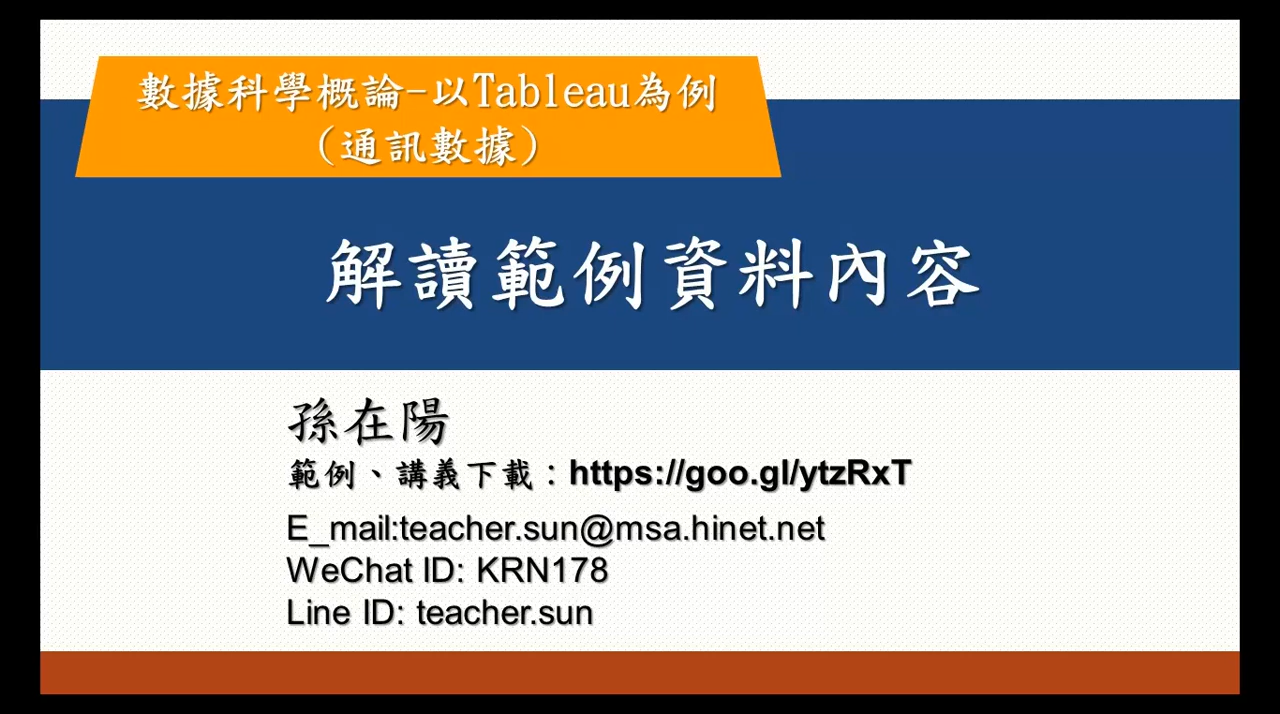 數據科學概論-以Tableau為例
(通訊數據)
解讀範例資料內容
孫在陽
範例、講義下載：https://goo.gl/ytzRxT
E_mail:teacher.sun@msa.hinet.net
WeChat ID: KRN178
Line ID: teacher.sun